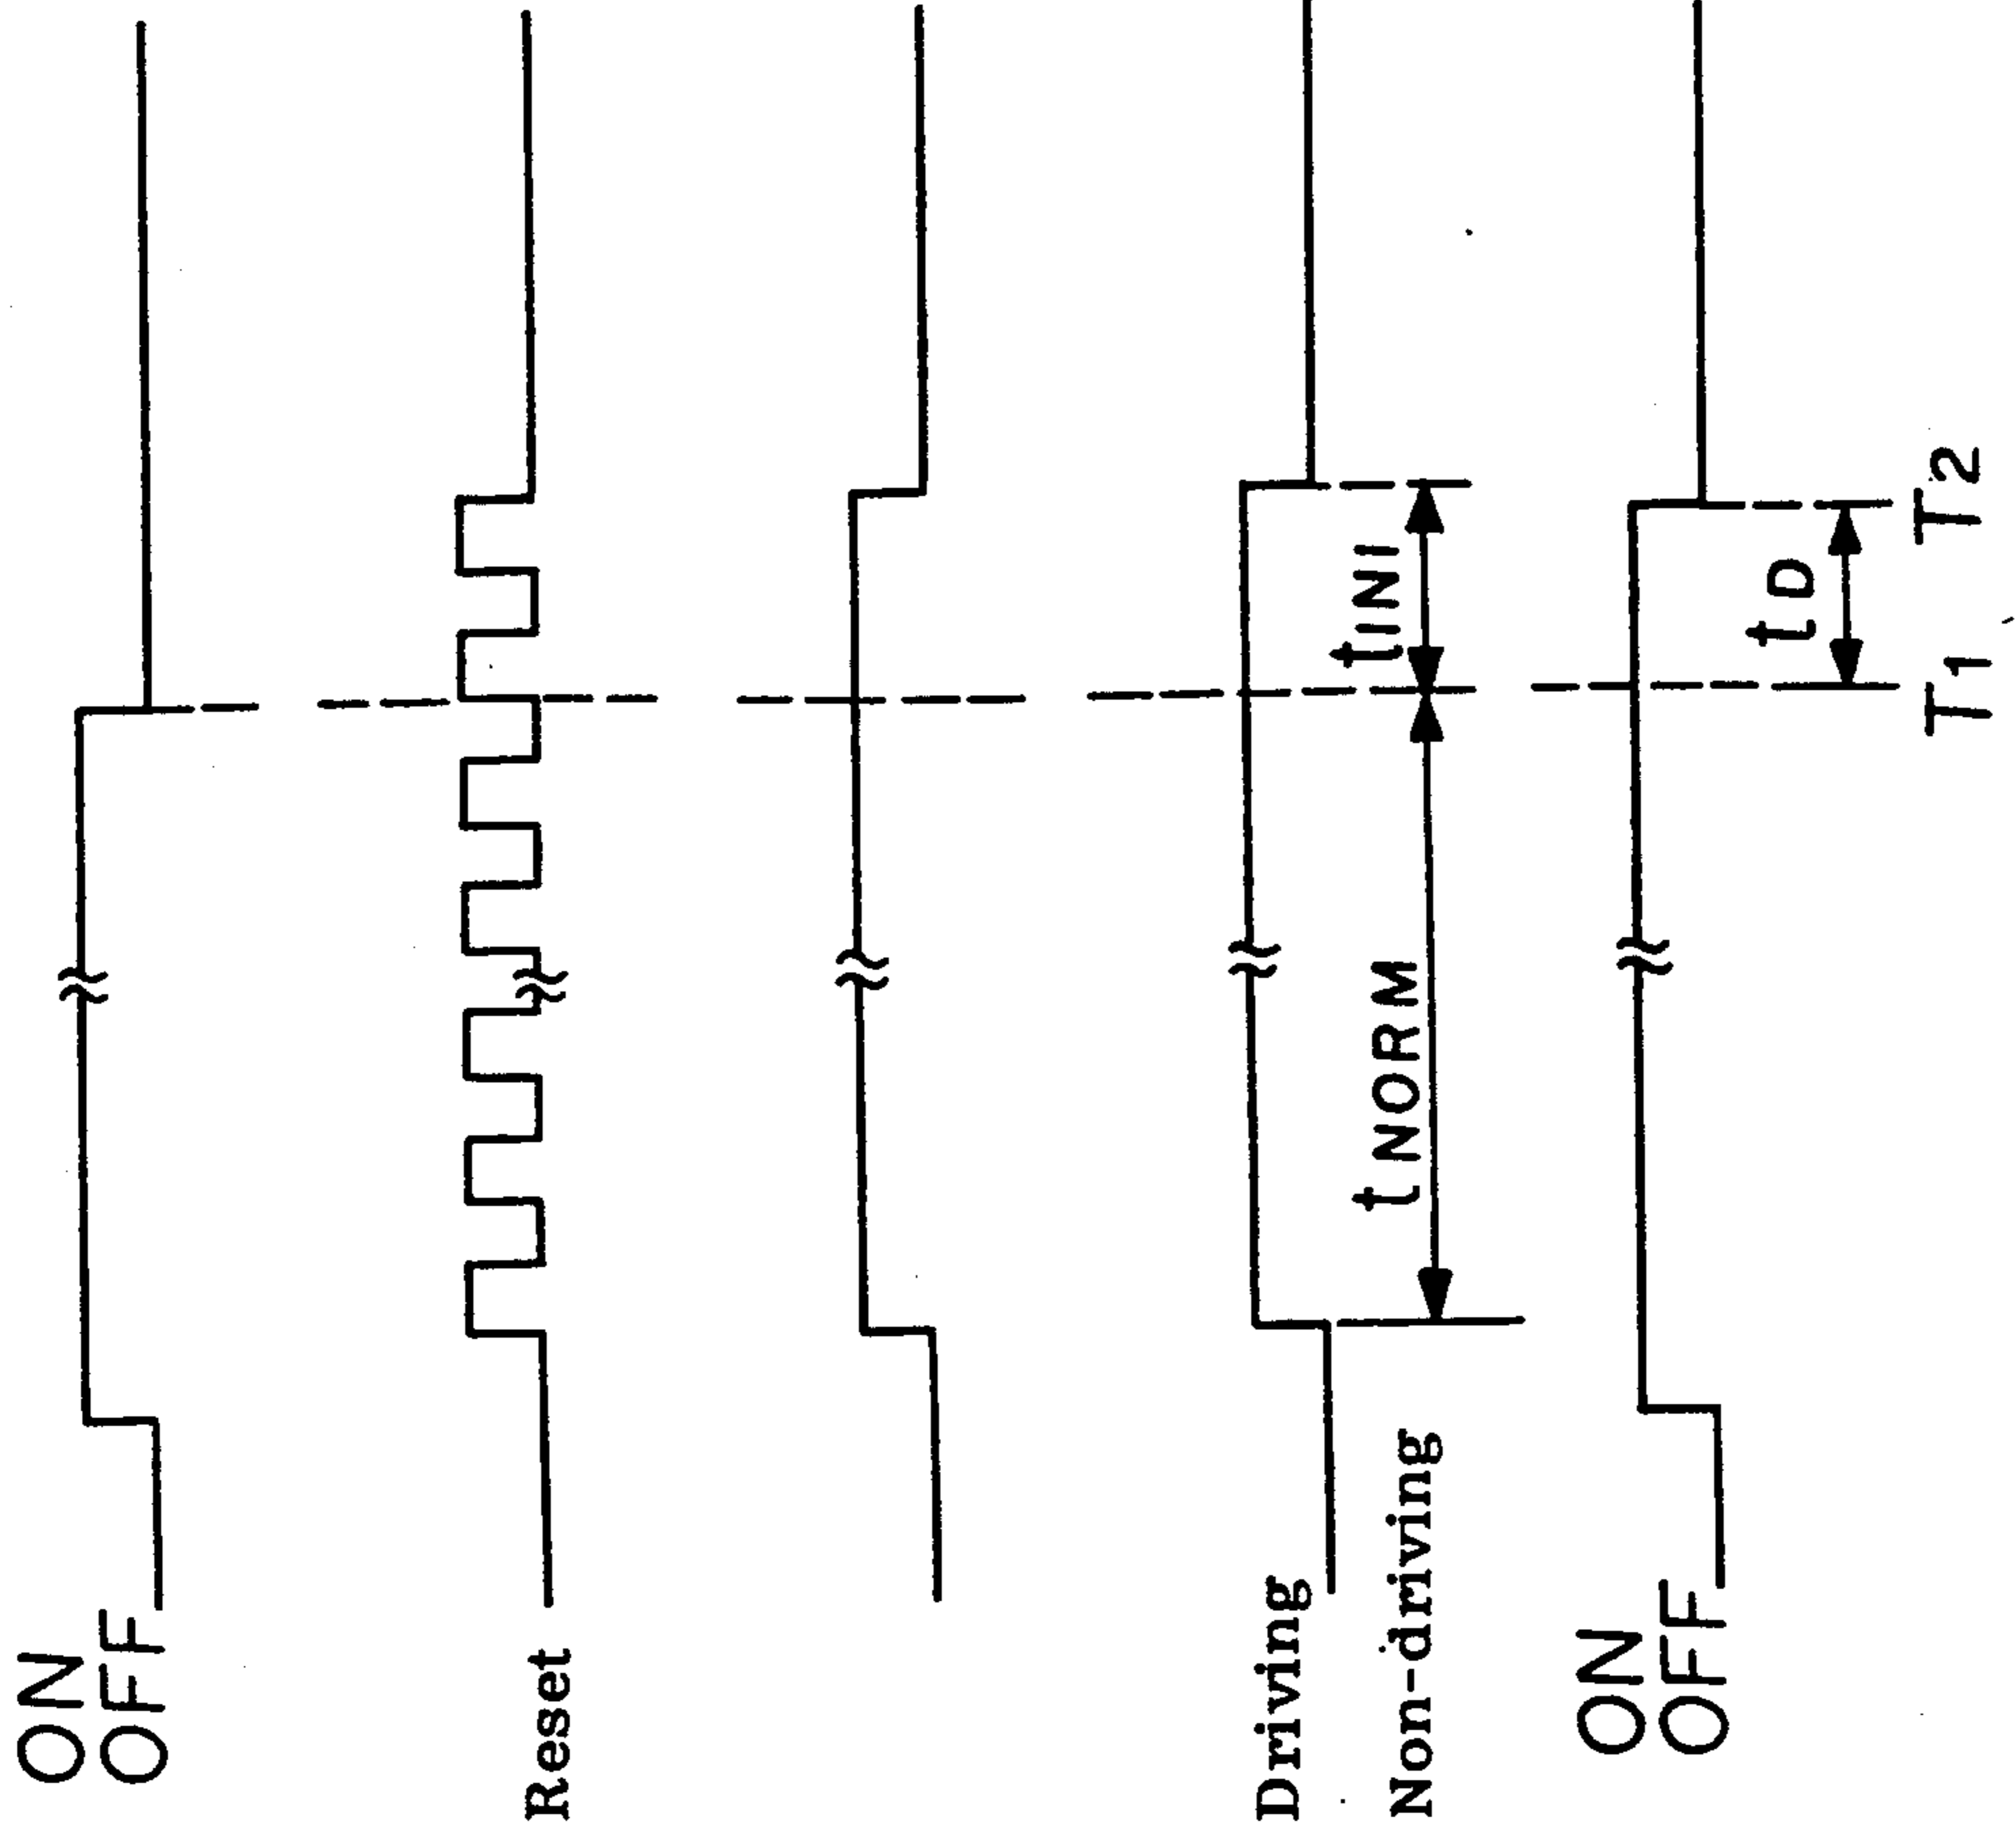 ON
OFF
Reset
Driving
Non-driving
tNORM
tINI
ON
OFF
tD
T1
T2